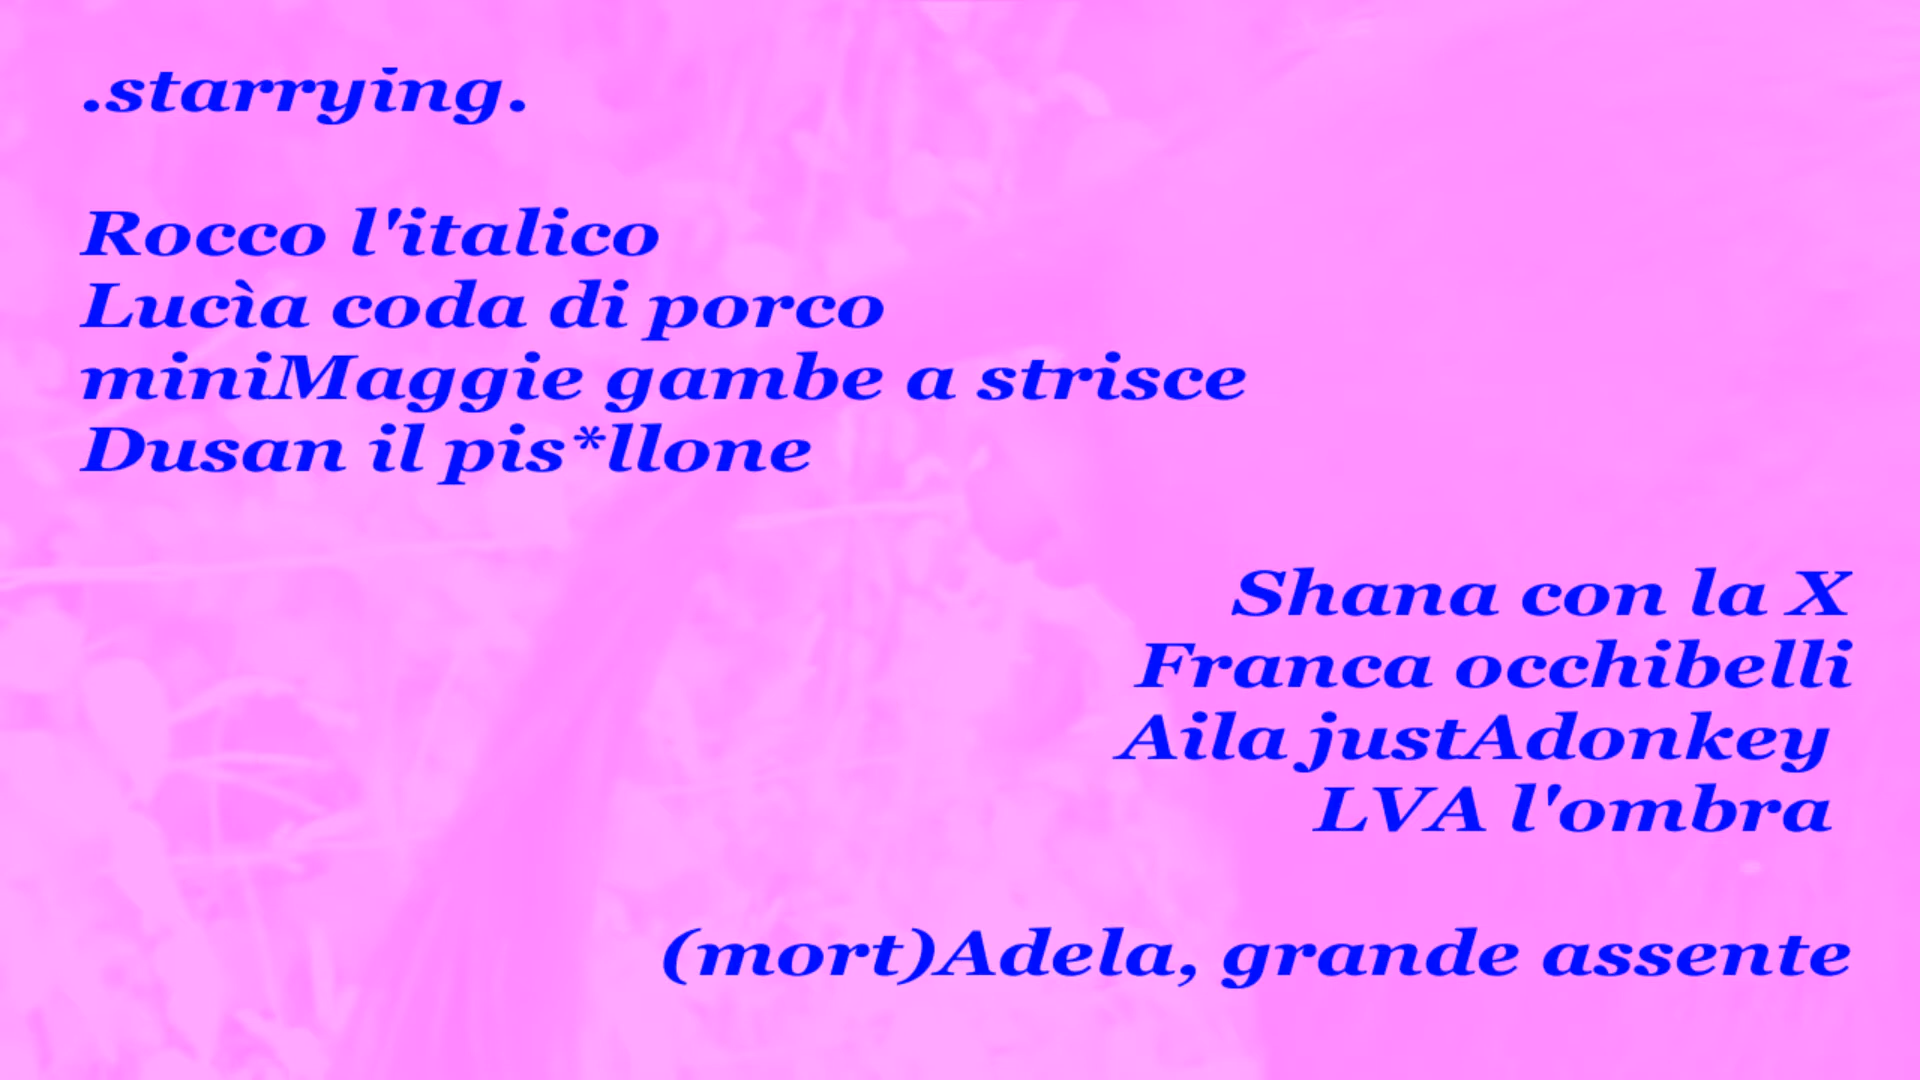 .starrying.
Rocco l'italico
Lucìa coda di porco
miniMaggie gambe a strisce
Dusan il pis*llone
Shana con la X
Franca occhibelli
Aila justAdonkey
LVA l'ombra
(mort)Adela, grande assente